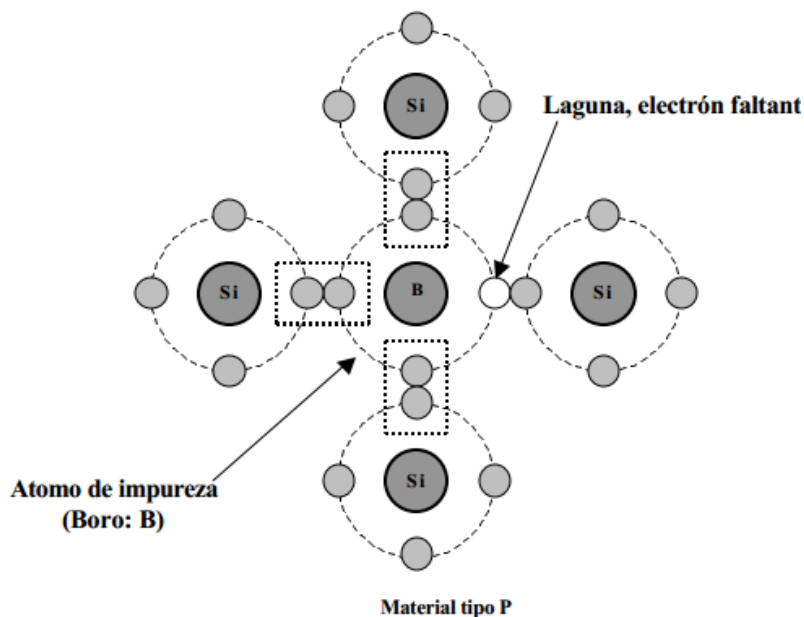 Si
Laguna, electrón faltant
Si
B
Si
Atomo de impureza
(Boro: B)
Si
Material tipo P